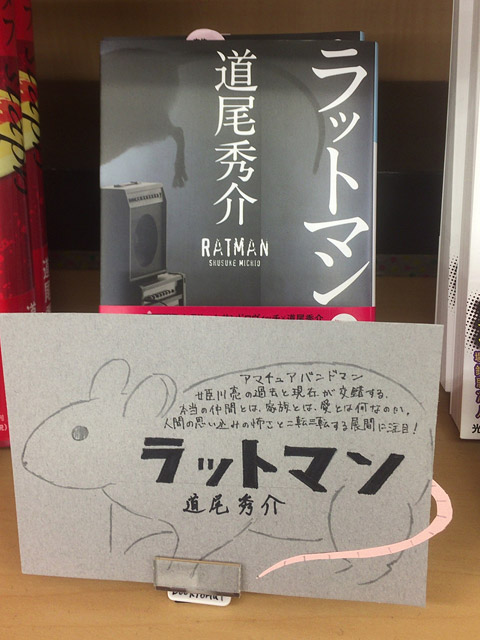 ラットマン
道尾秀介
RATMAN
SHUSUKE MICHIO
アマチュアバンドマン
姫川亮の過去と現在が交錯する。
本当の仲間とは、家族とは、愛とは何なのか。
人間の思い込みの怖さと二転三転する展開に注目!
ラットマン
道尾秀介